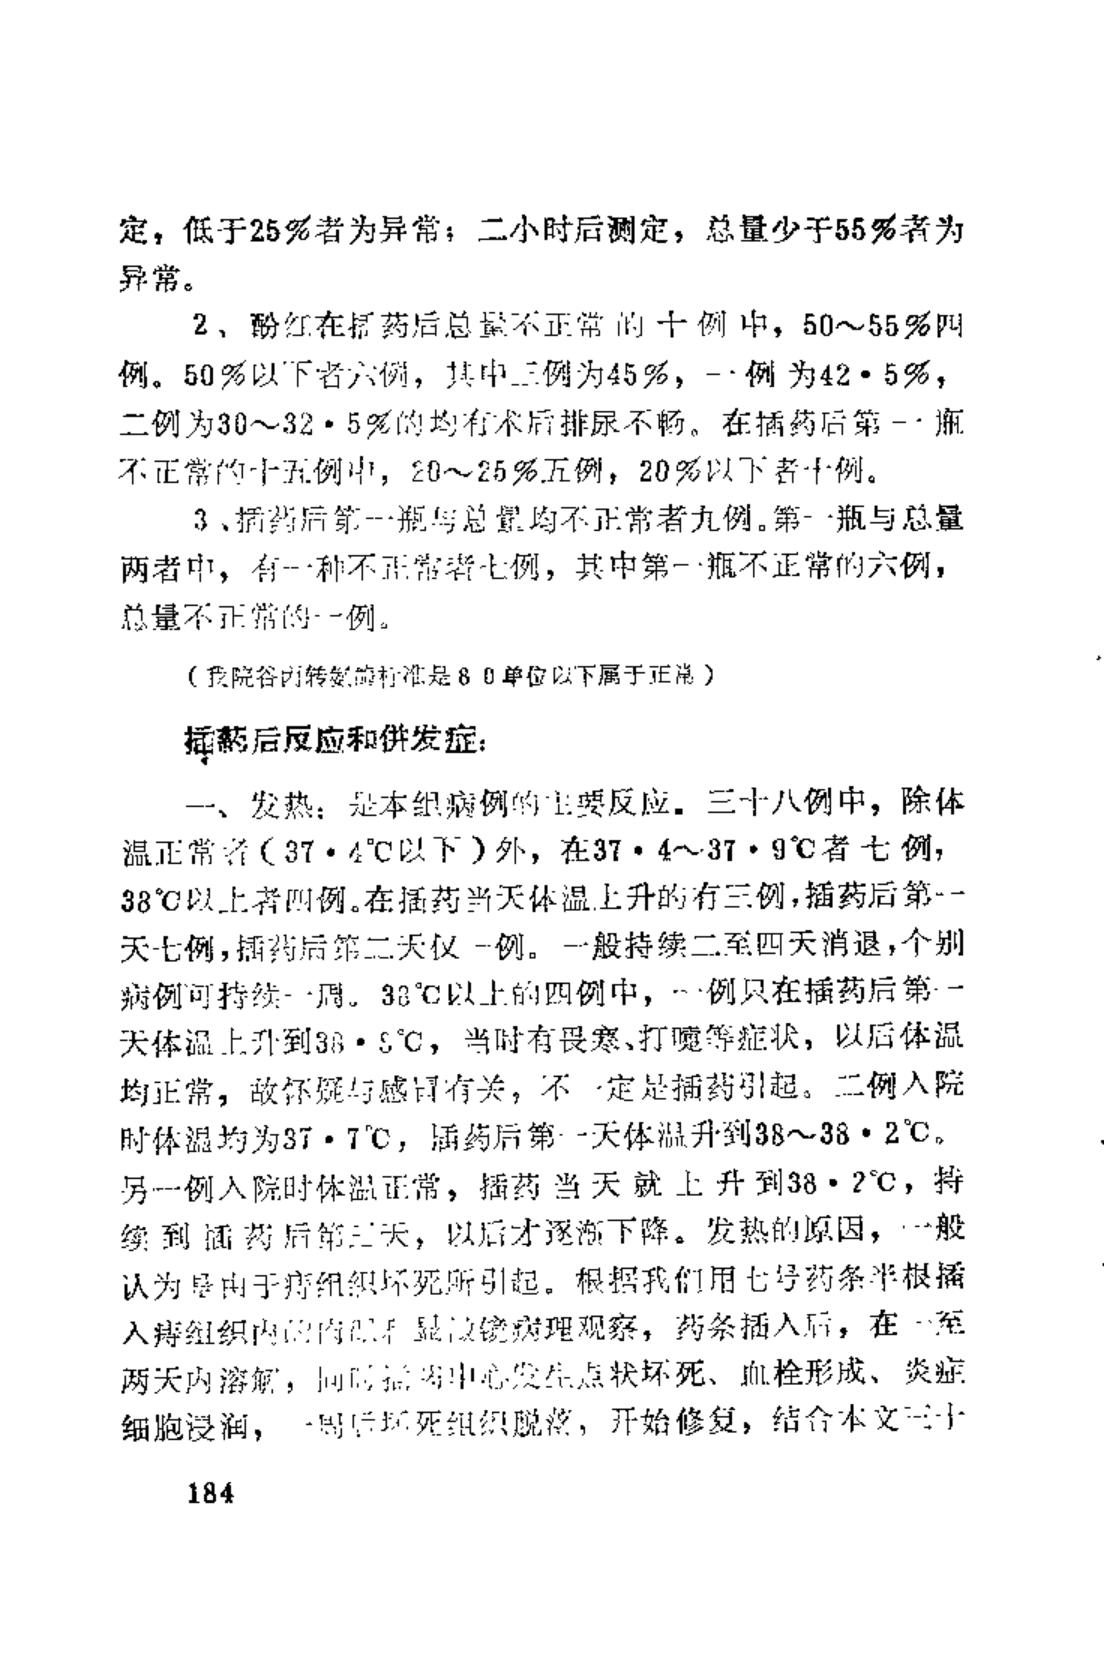 定，低于25％者为异常；二小时后测定，总量少于55％者为
异常。
2、酚红在插药后总量不正常的十例中，50～55％四
例。50％以下者六例，其中三例为45％，一例为42·5％，
二例为30～32·5％的均有术后排尿不畅。在插药后第一瓶
不正常的十五例中，20～25％五例，20％以下者十例。
3、插药后第一瓶与总量均不正常者九例。第一瓶与总量
两者中，有一种不正常者七例，其中第一瓶不正常的六例，
总量不正常的一例。
（我院谷丙转氨酶标准是80单位以下属于正常）
插药后反应和併发症：
一、发热：是本组病例的主要反应。三十八例中，除体
温正常者（37·4℃以下）外，在37·4～37·9℃者七例，
38℃以上者四例。在插药当天体温上升的有三例，插药后第一
天七例，插药后第二天仅一例。一般持续二至四天消退，个别
病例可持续一周。38℃以上的四例中，一例只在插药后第一
天体温上升到38·℃，当时有畏寒、打喷等症状，以后体温
均正常，故怀疑与感冒有关，不一定是插药引起。二例入院
时体温均为37·7℃，插药后第一天体温升到38～38·2℃。
另一例入院时体温正常，插药当天就上升到38·2℃，持
续到插药后第三天，以后才逐渐下降。发热的原因，一般
认为是由于痔组织坏死所引起。根据我们用七号药条半根插
入痔组织内的肉眼和显微镜病理观察，药条插入后，在一至
两天内溶解，同时插药中心发生点状坏死、血栓形成、炎症
细胞浸润，一周后坏死组织脱落，开始修复，结合本文三十
184